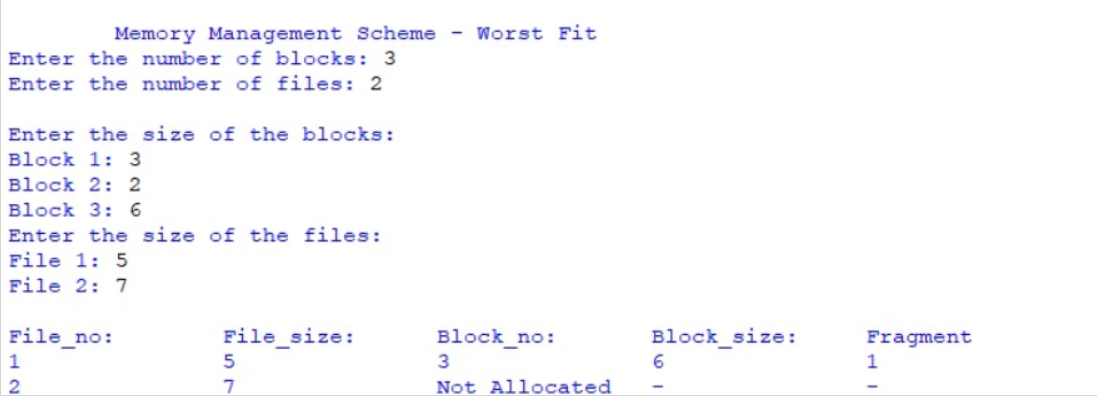 Memory Management Scheme - Worst Fit
Enter the number of blocks: 3
Enter the number of files: 2
Enter the size of the blocks:
Block 1: 3
Block 2: 2
Block 3: 6
Enter the size of the files:
File 1: 5
File 2: 7
File_no: File_size: Block_no: Block_size: Fragment
1 5 3 6 1
2 7 Not Allocated - -